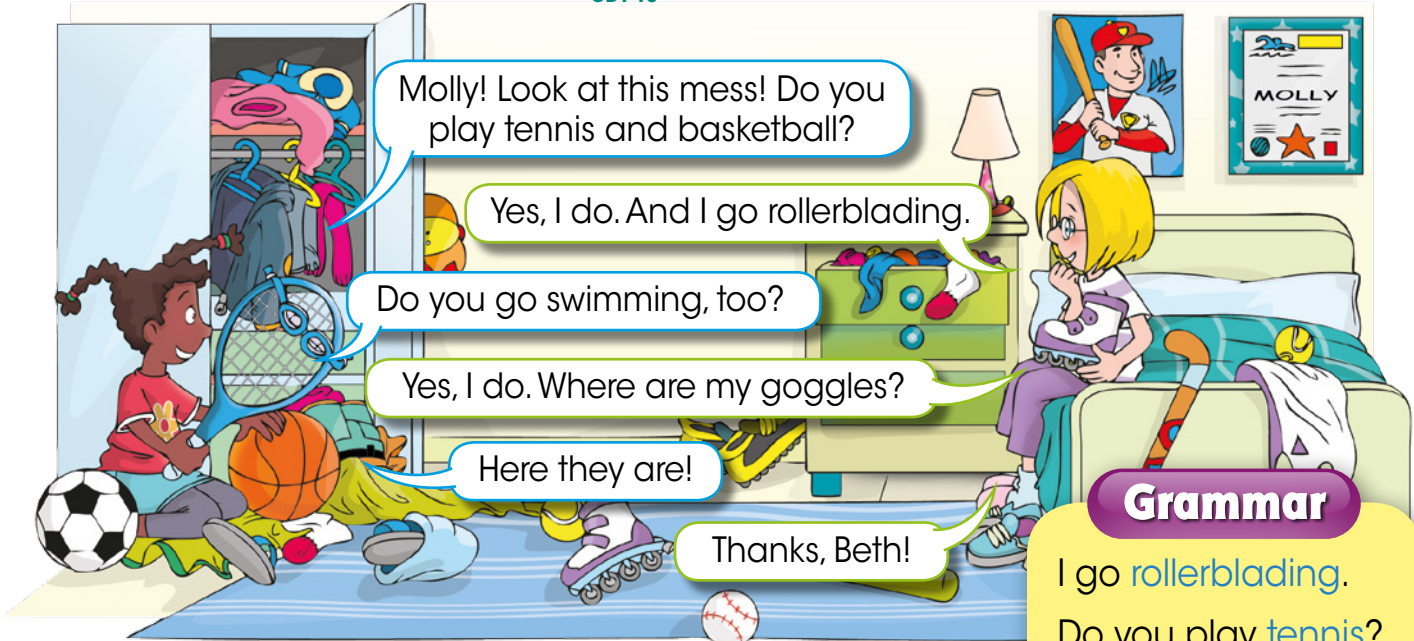 Molly! Look at this mess! Do you
play tennis and basketball?
MOLLY
Yes, I do. And I go rollerblading.
Do you go swimming, too?
Yes, I do. Where are my goggles?
Here they are!
Thanks, Beth!
Grammar
I go rollerblading.
Do you play tennis?